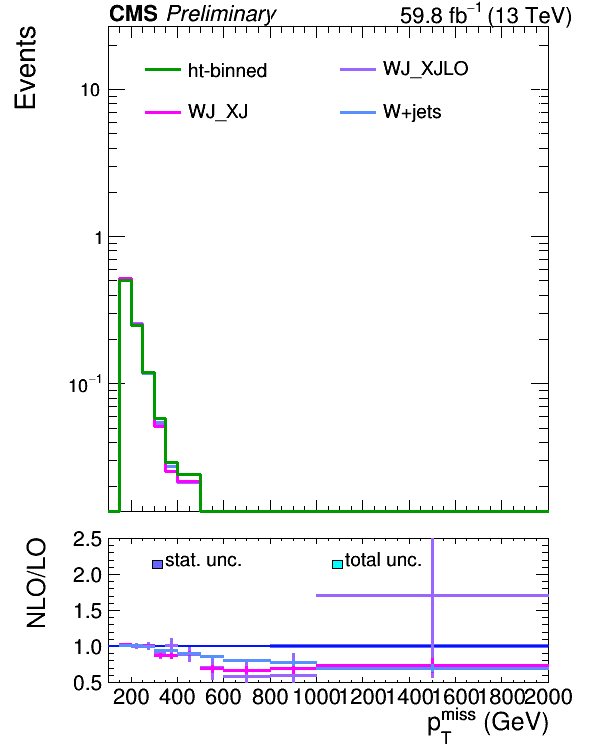 CMS Preliminary 59.8 fb⁻¹ (13 TeV)
Events
ht-binned
WJ_XJLO
WJ_XJ
W+jets
10
1
10⁻¹
NLO/LO
stat. unc.
total unc.
2.5
2.0
1.5
1.0
0.5
200 400 600 800 1000 1200 1400 1600 1800 2000
p_T^miss (GeV)